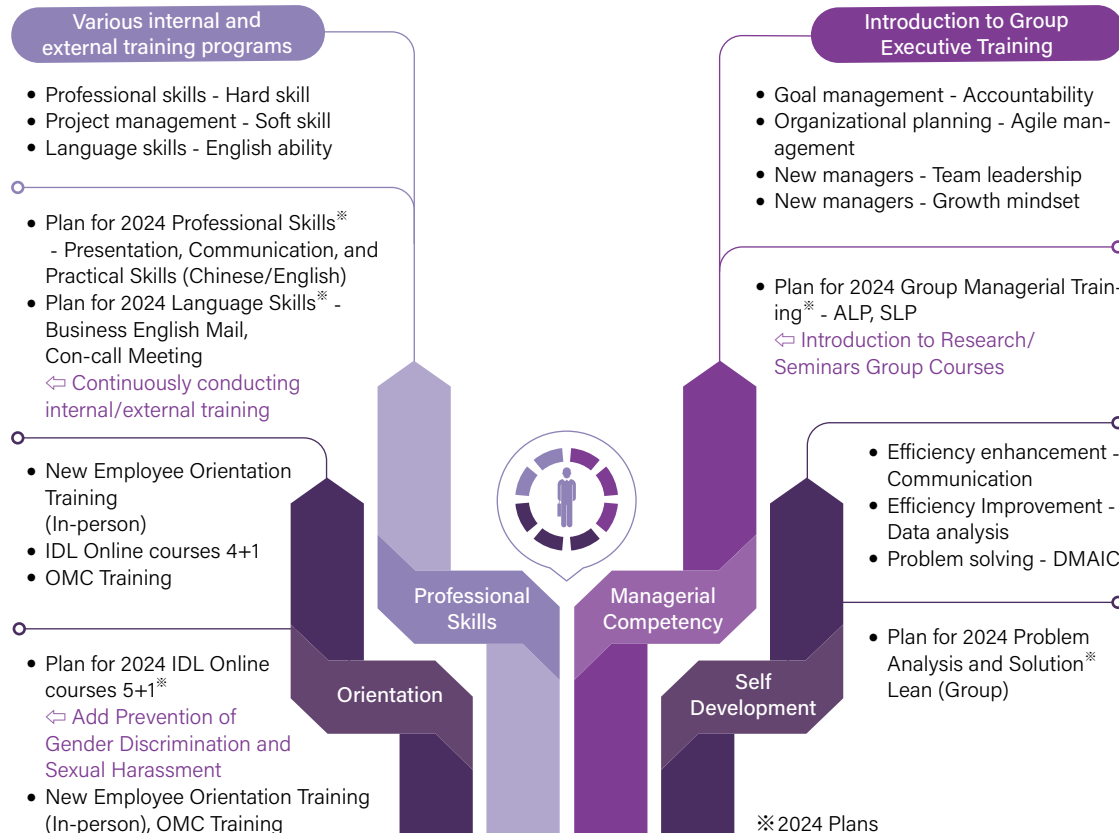 Various internal and
external training programs
• Professional skills - Hard skill
• Project management - Soft skill
• Language skills - English ability
• Plan for 2024 Professional Skills※
- Presentation, Communication, and
Practical Skills (Chinese/English)
• Plan for 2024 Language Skills※ -
Business English Mail,
Con-call Meeting
⇦ Continuously conducting
internal/external training
• New Employee Orientation
Training
(In-person)
• IDL Online courses 4+1
• OMC Training
• Plan for 2024 IDL Online
courses 5+1※
⇦ Add Prevention of
Gender Discrimination and
Sexual Harassment
• New Employee Orientation Training
(In-person), OMC Training
Orientation
Professional
Skills
Managerial
Competency
Self
Development
Introduction to Group
Executive Training
• Goal management - Accountability
• Organizational planning - Agile man-
agement
• New managers - Team leadership
• New managers - Growth mindset
• Plan for 2024 Group Managerial Train-
ing※ - ALP, SLP
⇦ Introduction to Research/
Seminars Group Courses
• Efficiency enhancement -
Communication
• Efficiency Improvement -
Data analysis
• Problem solving - DMAIC
• Plan for 2024 Problem
Analysis and Solution※
Lean (Group)
※2024 Plans